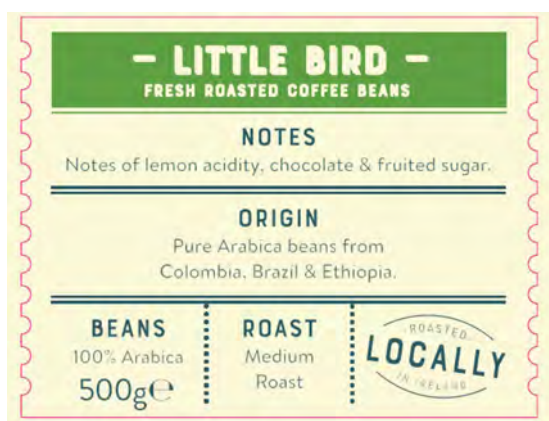 – LITTLE BIRD –
FRESH ROASTED COFFEE BEANS
NOTES
Notes of lemon acidity, chocolate & fruited sugar.
ORIGIN
Pure Arabica beans from
Colombia, Brazil & Ethiopia.
BEANS
100% Arabica
500g℮
ROAST
Medium
Roast
ROASTED
LOCALLY
IN IRELAND